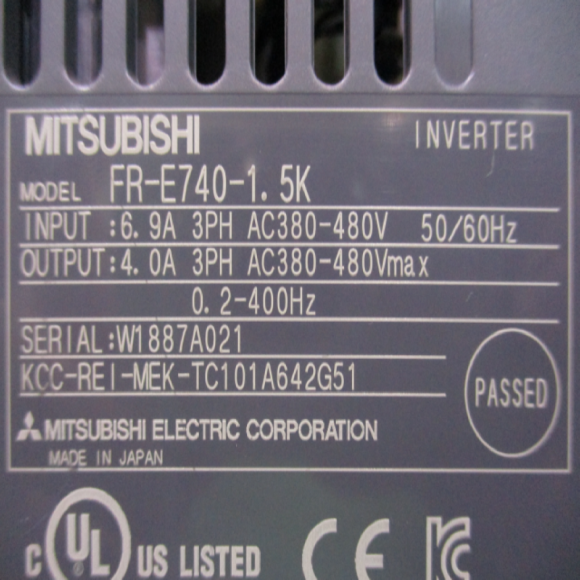 MITSUBISHI INVERTER
MODEL FR-E740-1.5K
INPUT :6.9A 3PH AC380-480V 50/60Hz
OUTPUT:4.0A 3PH AC380-480Vmax
0.2-400Hz
SERIAL:W1887A021
KCC-REI-MEK-TC101A642G51
PASSED
MITSUBISHI ELECTRIC CORPORATION
MADE IN JAPAN
C UL US LISTED CE KC